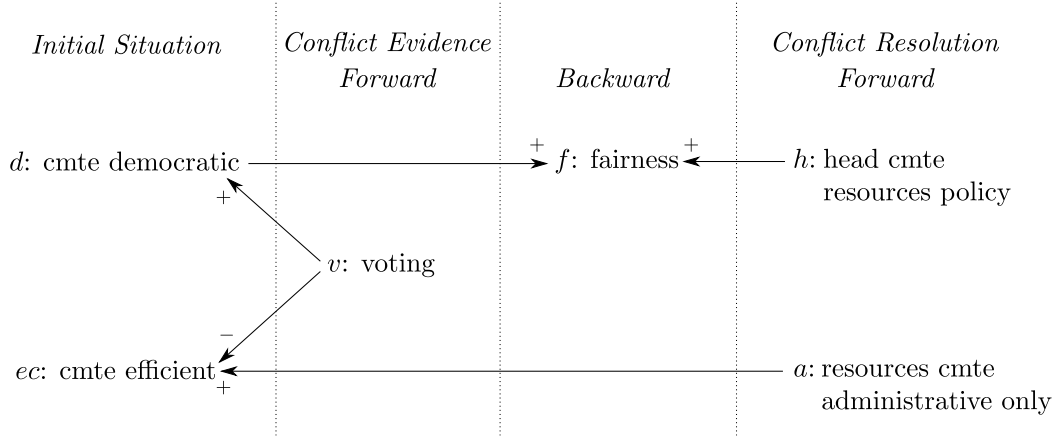 Initial Situation
Conflict Evidence
Forward
Backward
Conflict Resolution
Forward
d: cmte democratic
+
+
f: fairness
+
h: head cmte
resources policy
+
v: voting
−
ec: cmte efficient
+
a: resources cmte
administrative only